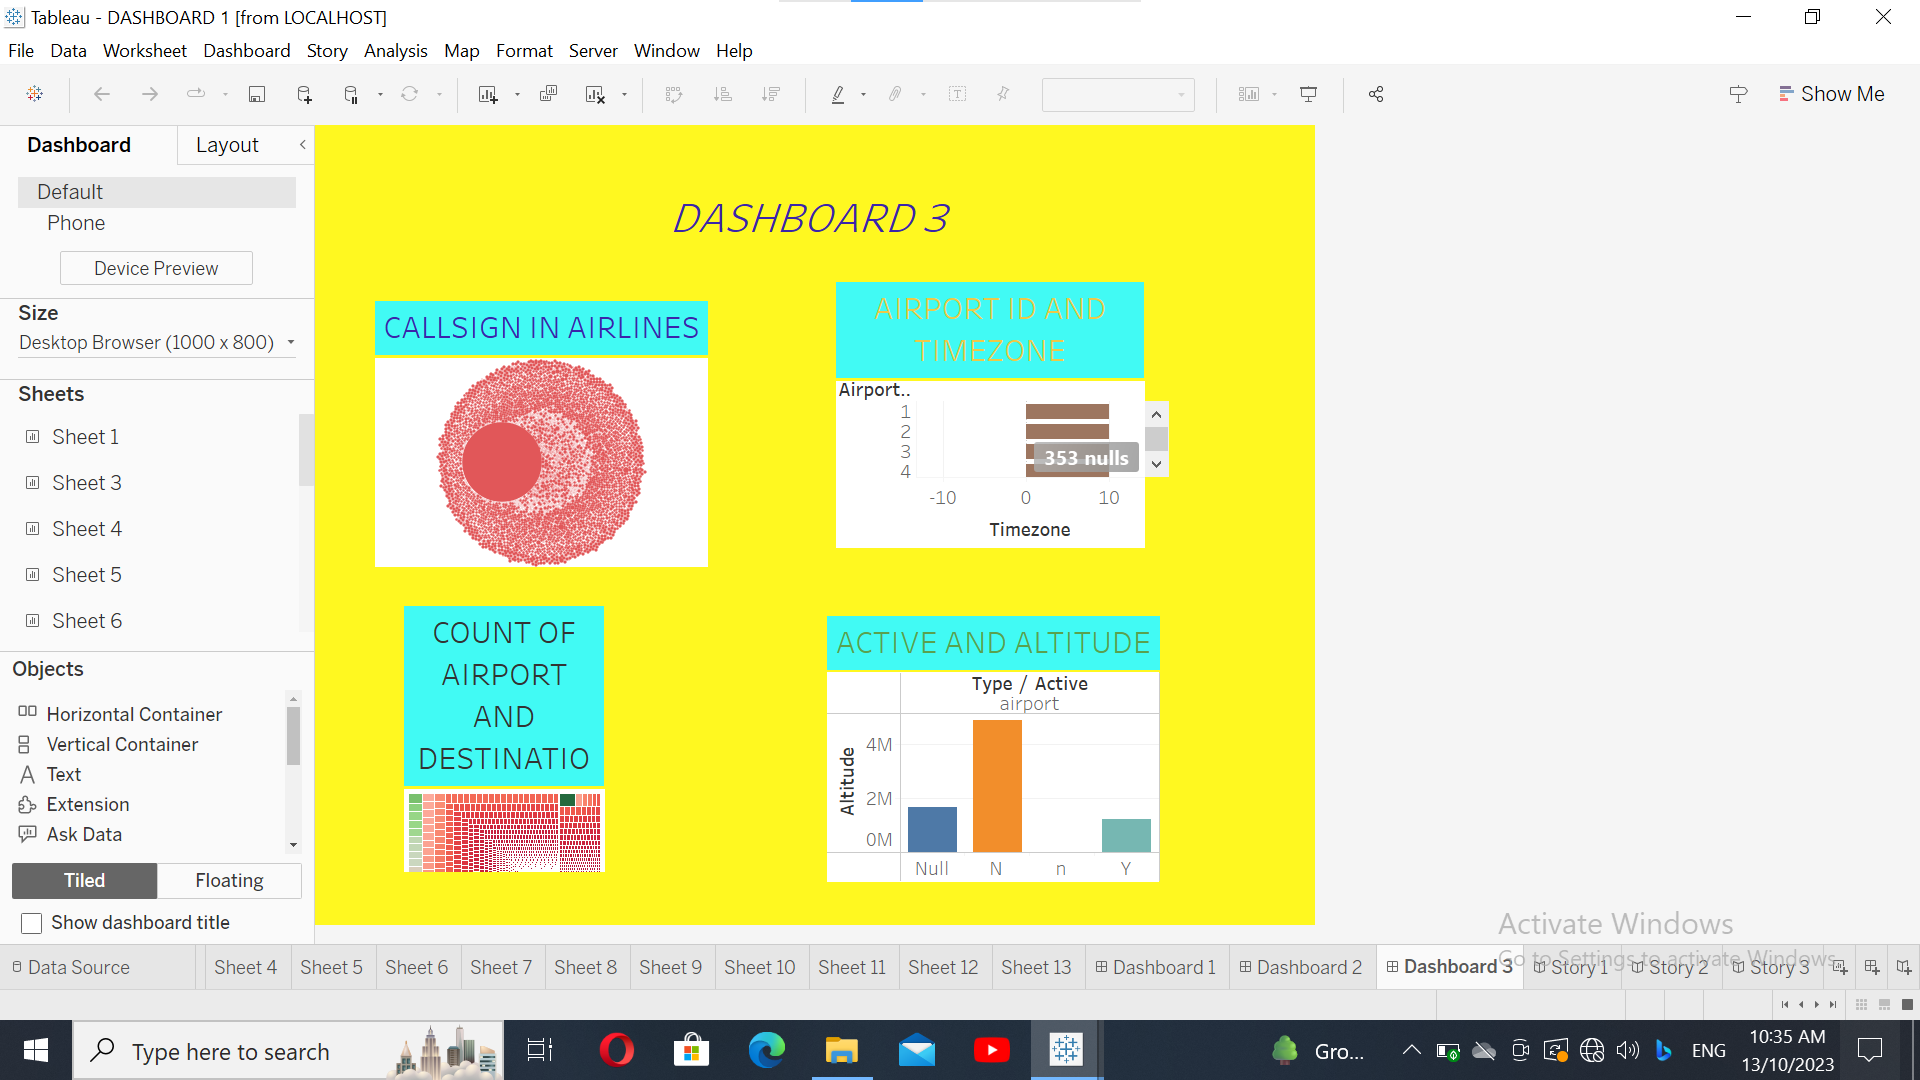 Tableau - DASHBOARD 1 [from LOCALHOST]
File Data Worksheet Dashboard Story Analysis Map Format Server Window Help
Show Me
Dashboard Layout
Default
Phone
Device Preview
Size
Desktop Browser (1000 x 800)
Sheets
Sheet 1
Sheet 3
Sheet 4
Sheet 5
Sheet 6
Objects
Horizontal Container
Vertical Container
Text
Extension
Ask Data
Tiled Floating
Show dashboard title
DASHBOARD 3
CALLSIGN IN AIRLINES
AIRPORT ID AND
TIMEZONE
Airport..
1
2
3
4
353 nulls
-10 0 10
Timezone
COUNT OF
AIRPORT
AND
DESTINATIO
ACTIVE AND ALTITUDE
Type / Active
airport
Altitude
4M
2M
0M
Null N n Y
Activate Windows
Go to Settings to activate Windows.
Data Source Sheet 4 Sheet 5 Sheet 6 Sheet 7 Sheet 8 Sheet 9 Sheet 10 Sheet 11 Sheet 12 Sheet 13 Dashboard 1 Dashboard 2 Dashboard 3 Story 1 Story 2 Story 3
Type here to search
Gro...
ENG
10:35 AM
13/10/2023